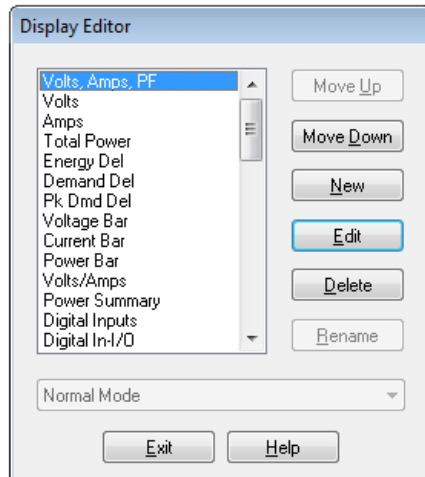 Display Editor
Volts, Amps, PF
Volts
Amps
Total Power
Energy Del
Demand Del
Pk Dmd Del
Voltage Bar
Current Bar
Power Bar
Volts/Amps
Power Summary
Digital Inputs
Digital In-I/O
Move Up
Move Down
New
Edit
Delete
Rename
Normal Mode
Exit
Help